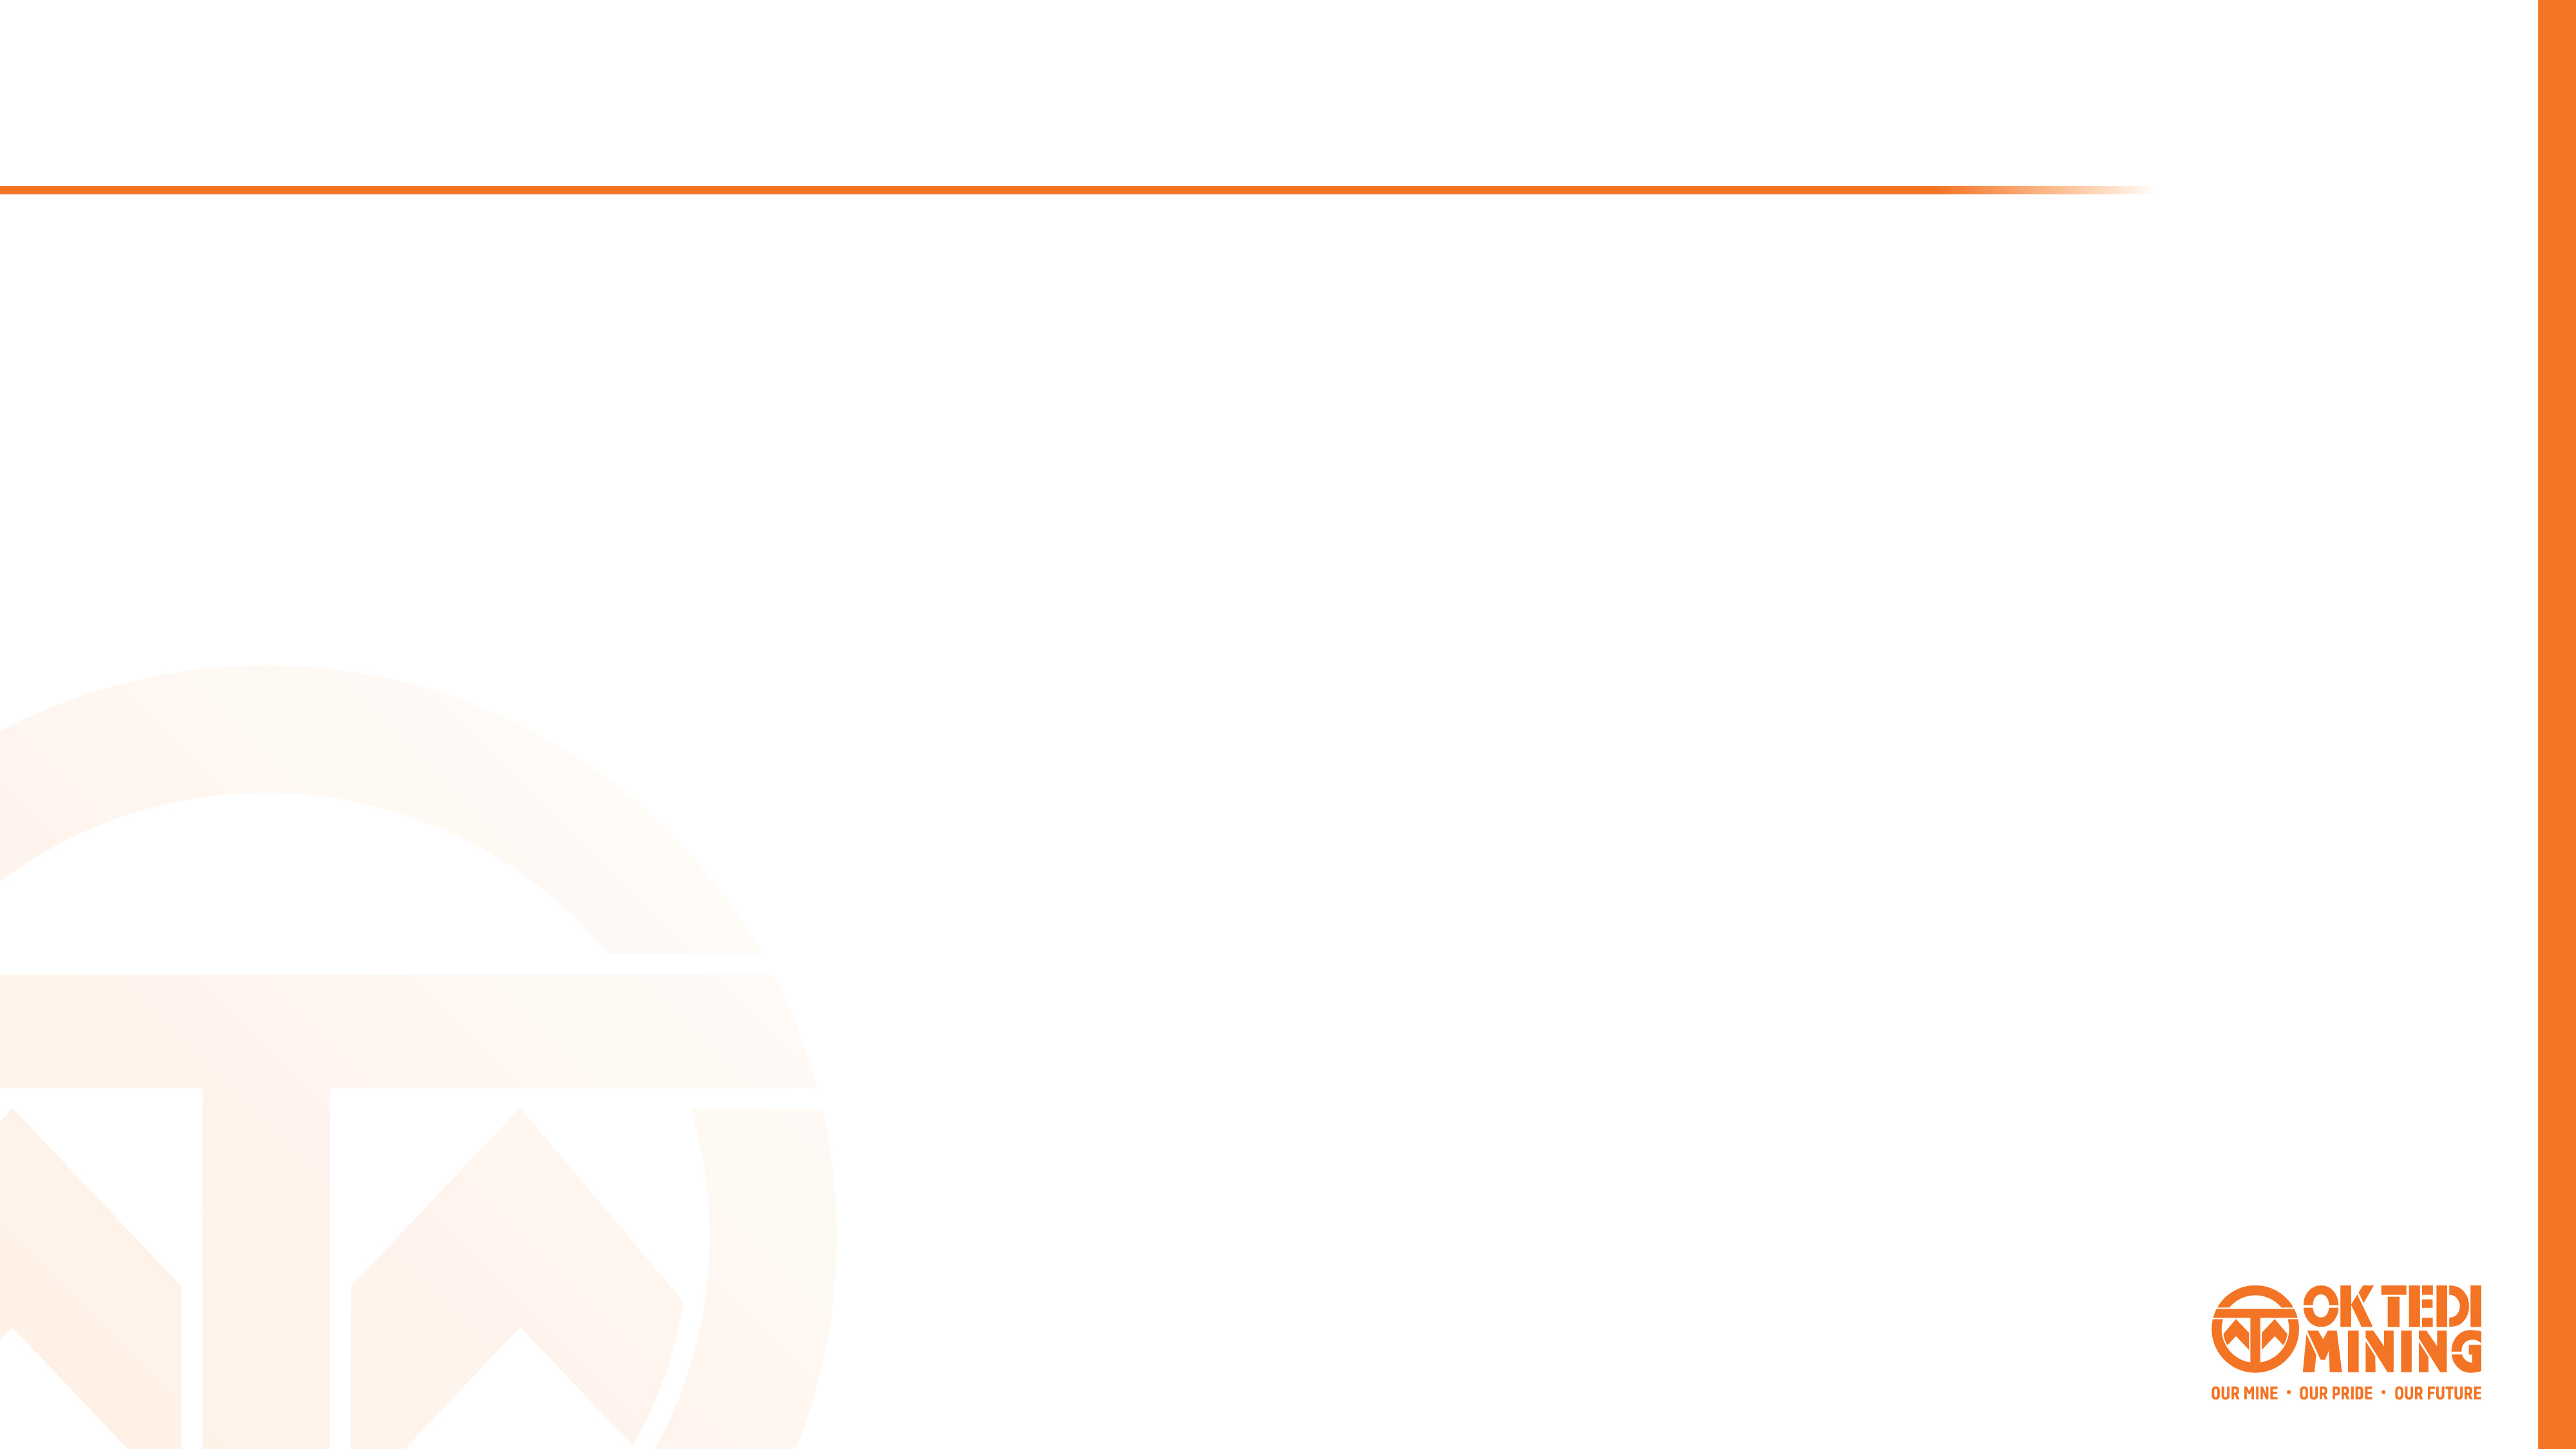 OK TEDI
MINING
OUR MINE • OUR PRIDE • OUR FUTURE